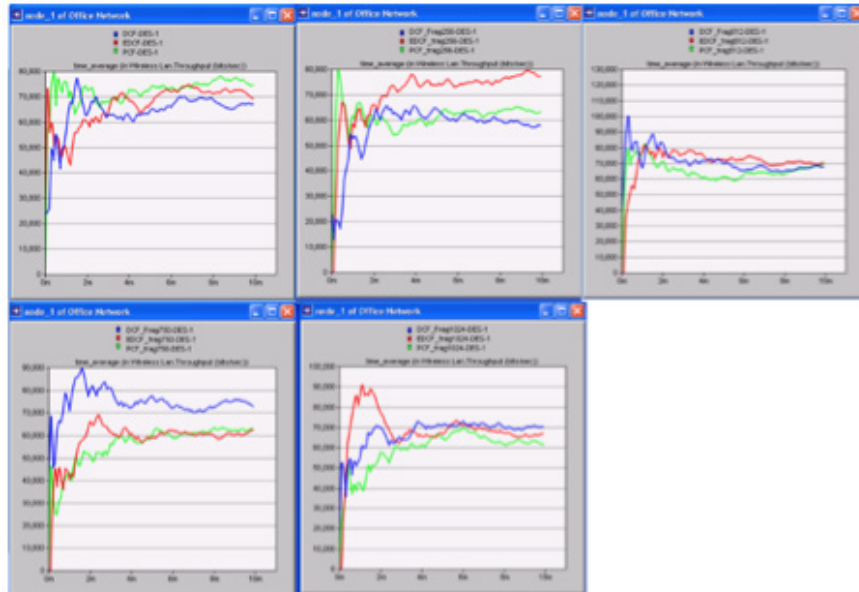 node_1 of Office Network
DCF-DES-1
EDCF-DES-1
PCF-DES-1
time_average (in Wireless Lan.Throughput (bits/sec))
80,000
70,000
60,000
50,000
40,000
30,000
20,000
10,000
0
0m 2m 4m 6m 8m 10m
node_1 of Office Network
DCF_Frag256-DES-1
EDCF_frag256-DES-1
PCF_frag256-DES-1
time_average (in Wireless Lan.Throughput (bits/sec))
80,000
70,000
60,000
50,000
40,000
30,000
20,000
10,000
0
0m 2m 4m 6m 8m 10m
node_1 of Office Network
DCF_Frag512-DES-1
EDCF_frag512-DES-1
PCF_frag512-DES-1
time_average (in Wireless Lan.Throughput (bits/sec))
130,000
120,000
110,000
100,000
90,000
80,000
70,000
60,000
50,000
40,000
30,000
20,000
10,000
0
0m 2m 4m 6m 8m 10m
node_1 of Office Network
time_average (in Wireless Lan.Throughput (bits/sec))
90,000
80,000
70,000
60,000
50,000
40,000
30,000
20,000
10,000
0
0m 2m 4m 6m 8m 10m
node_1 of Office Network
DCF_Frag1024-DES-1
EDCF_frag1024-DES-1
PCF_frag1024-DES-1
time_average (in Wireless Lan.Throughput (bits/sec))
100,000
90,000
80,000
70,000
60,000
50,000
40,000
30,000
20,000
10,000
0
0m 2m 4m 6m 8m 10m